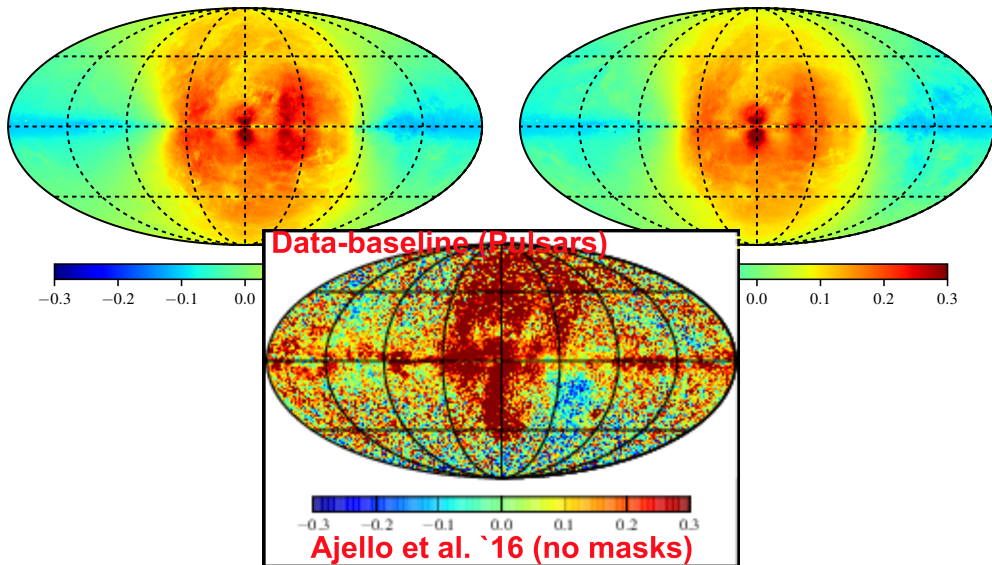 Data-baseline (Pulsars)
−0.3 −0.2 −0.1 0.0
0.0 0.1 0.2 0.3
−0.3 −0.2 −0.1 0.0 0.1 0.2 0.3
Ajello et al. `16 (no masks)